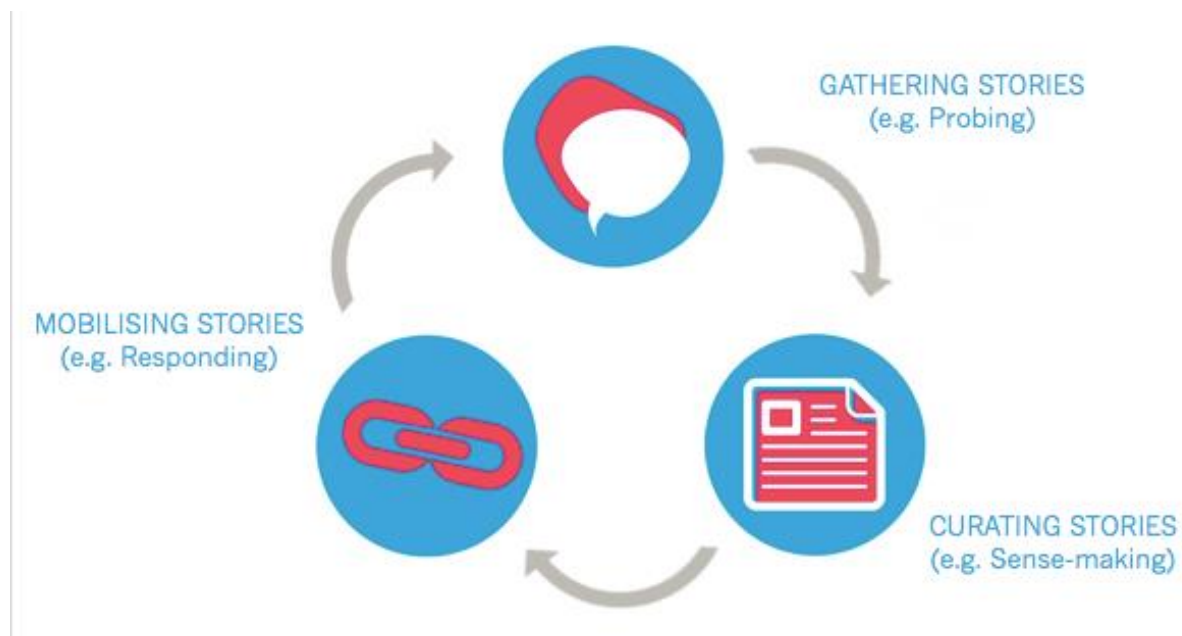 GATHERING STORIES
(e.g. Probing)
MOBILISING STORIES
(e.g. Responding)
CURATING STORIES
(e.g. Sense-making)